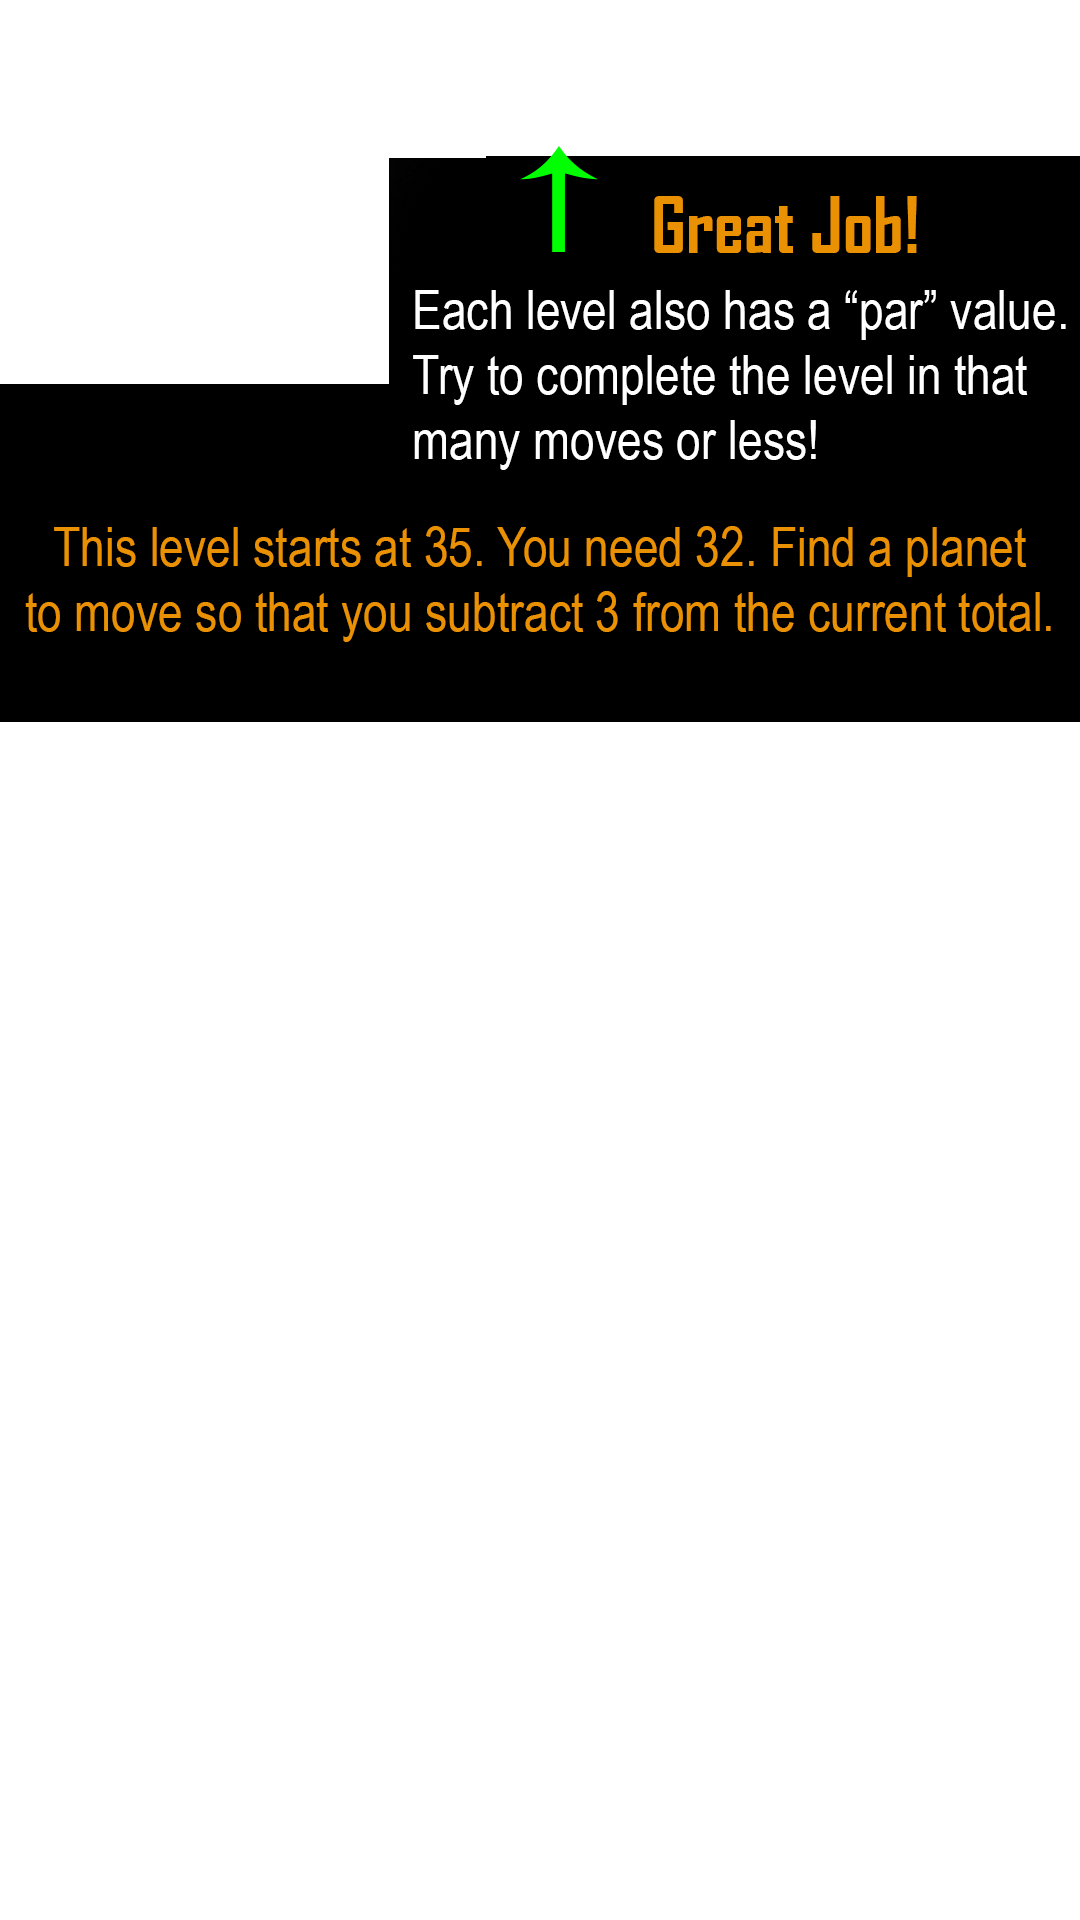 Great Job!
Each level also has a “par” value.
Try to complete the level in that
many moves or less!
This level starts at 35. You need 32. Find a planet
to move so that you subtract 3 from the current total.